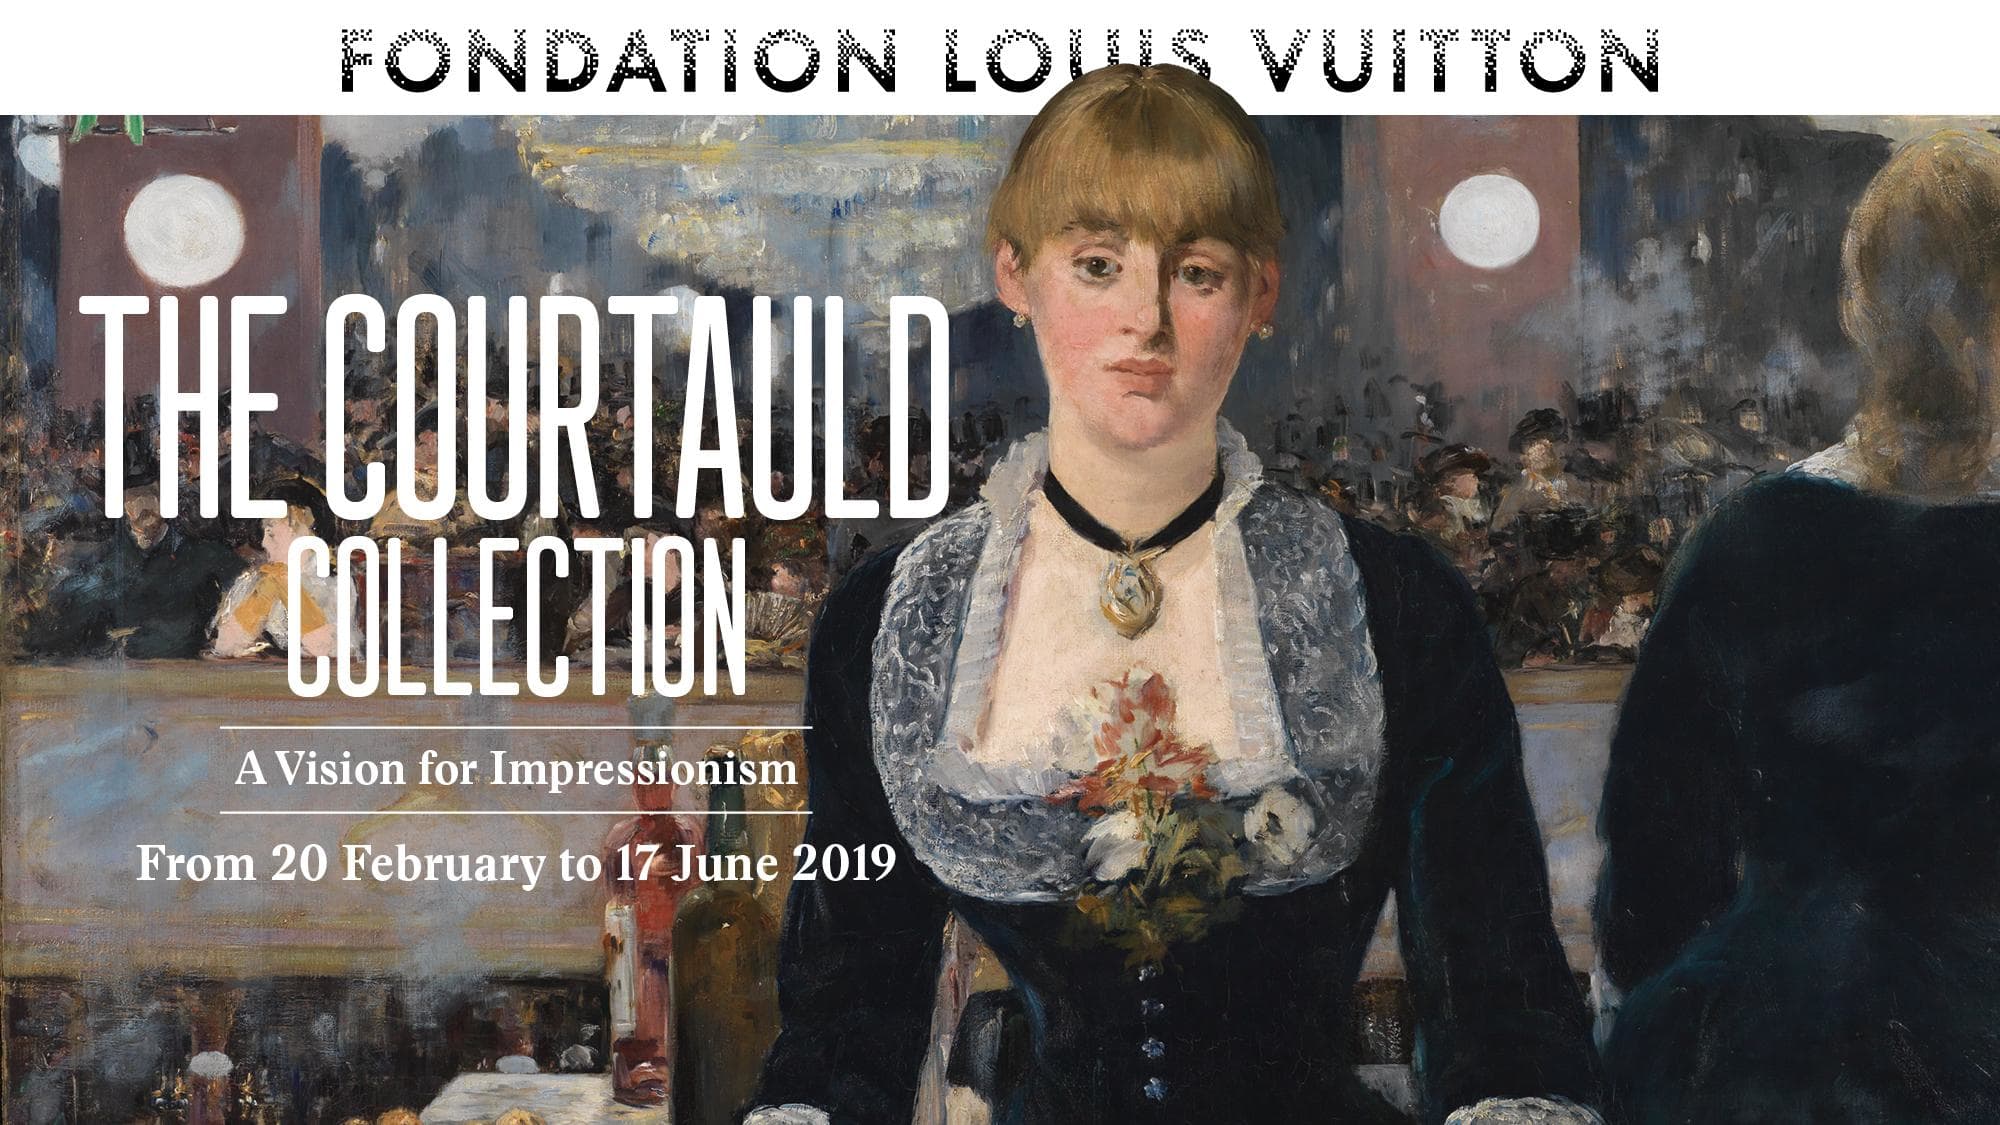 FONDATION LOUIS VUITTON
THE COURTAULD
COLLECTION
A Vision for Impressionism
From 20 February to 17 June 2019